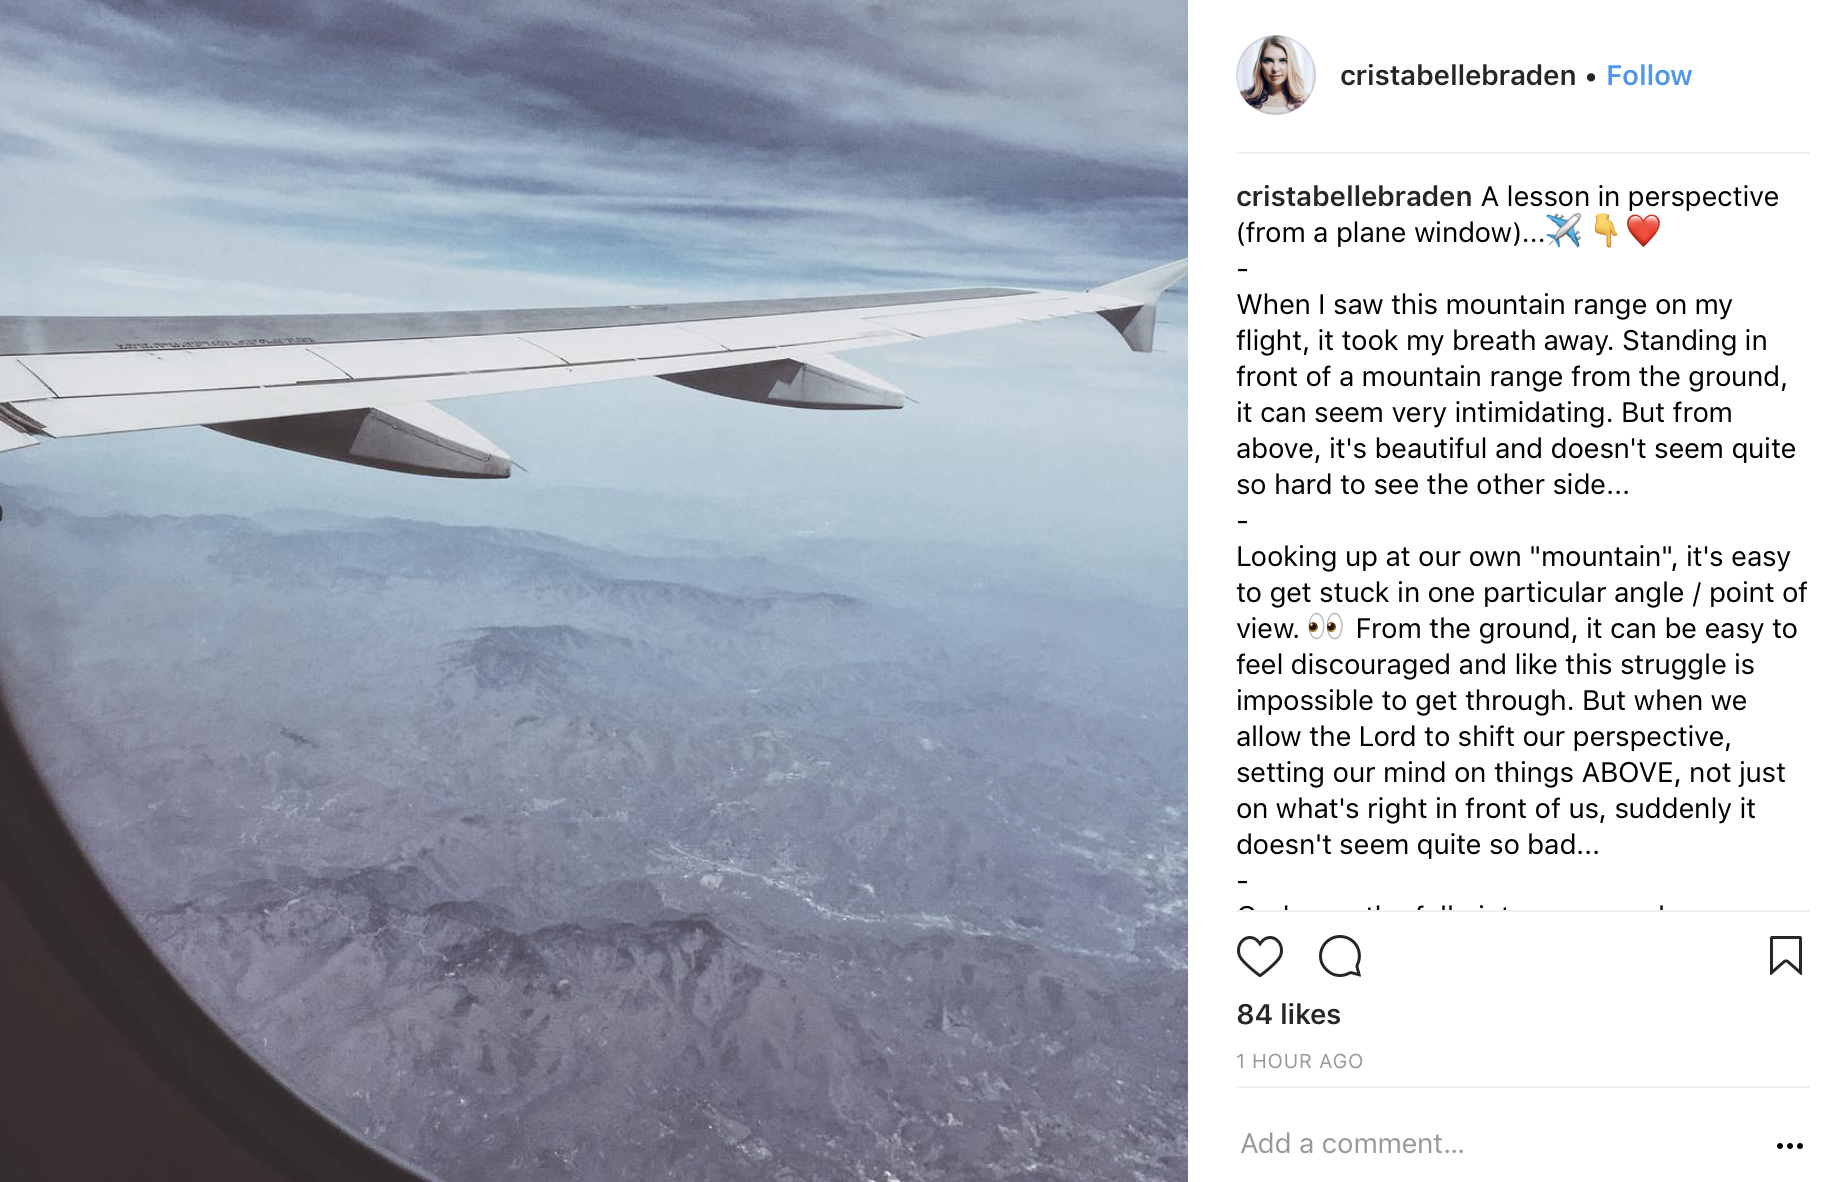 cristabellebraden • Follow
cristabellebraden A lesson in perspective
(from a plane window)...✈️ 👇 ❤️
-
When I saw this mountain range on my
flight, it took my breath away. Standing in
front of a mountain range from the ground,
it can seem very intimidating. But from
above, it's beautiful and doesn't seem quite
so hard to see the other side...
-
Looking up at our own "mountain", it's easy
to get stuck in one particular angle / point of
view. 👀 From the ground, it can be easy to
feel discouraged and like this struggle is
impossible to get through. But when we
allow the Lord to shift our perspective,
setting our mind on things ABOVE, not just
on what's right in front of us, suddenly it
doesn't seem quite so bad...
-
84 likes
1 HOUR AGO
Add a comment...